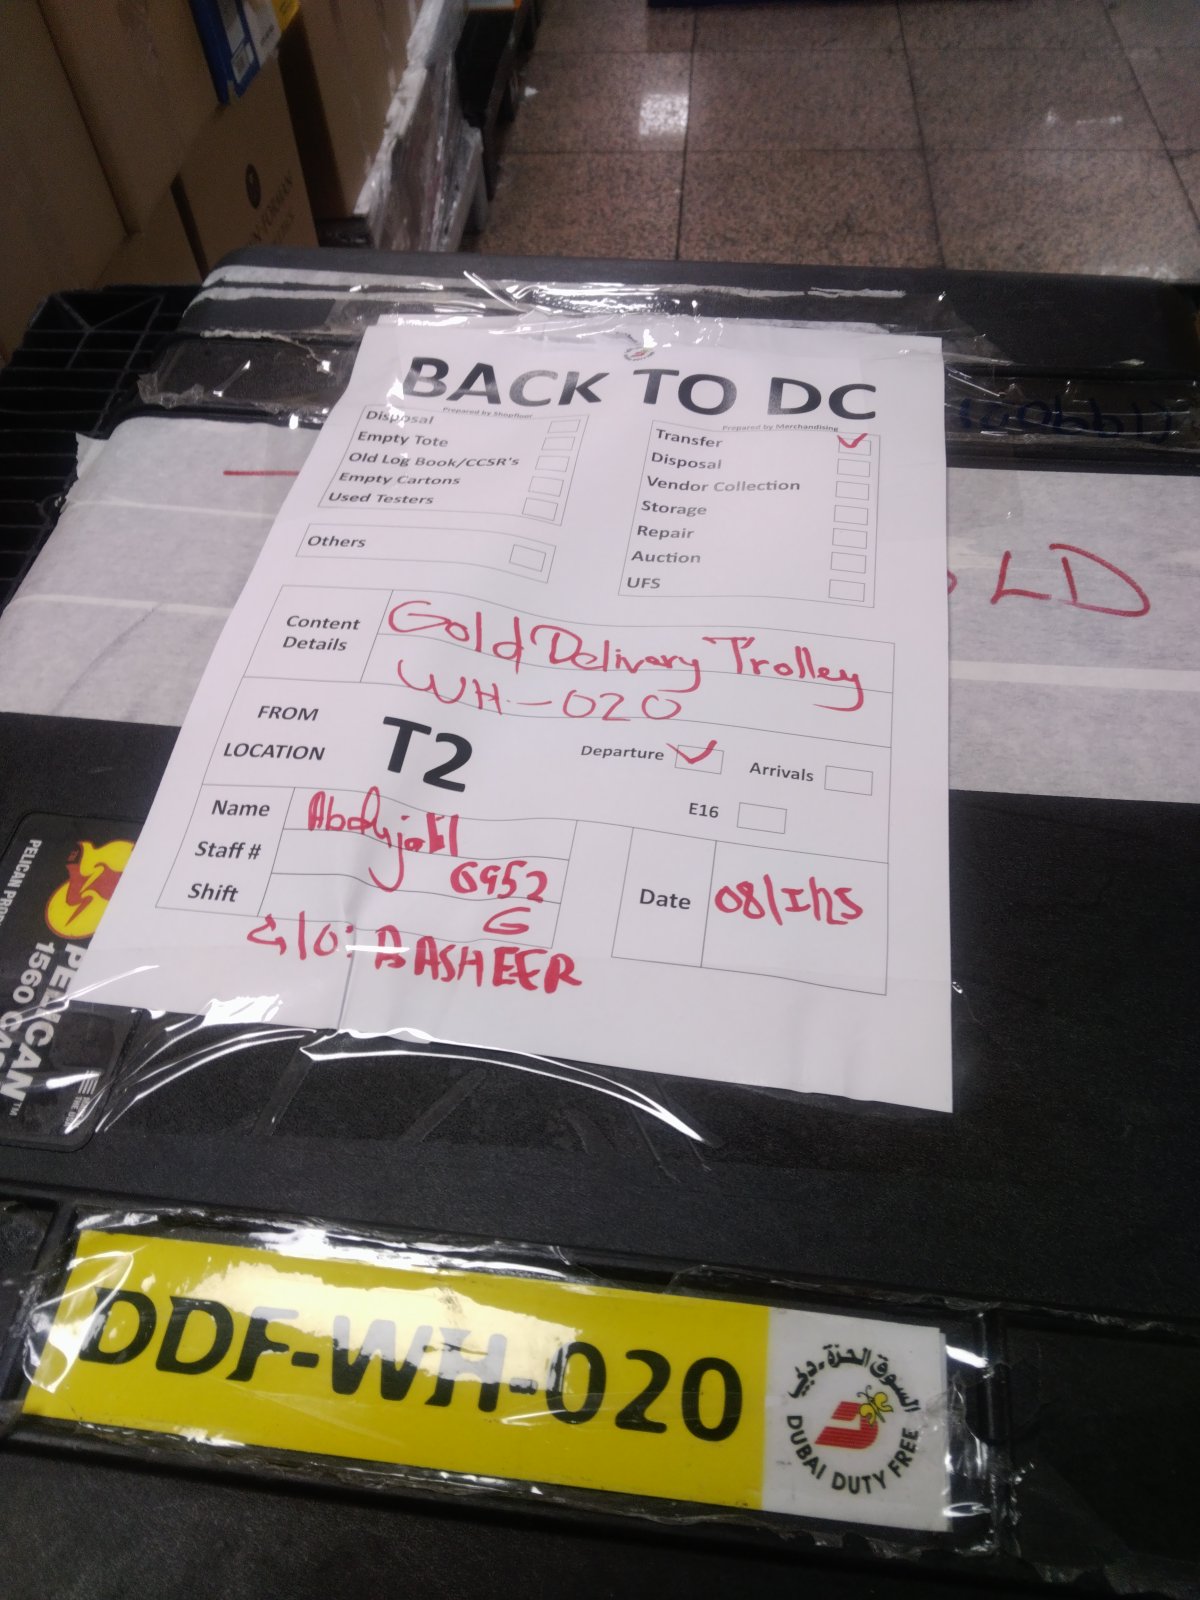 BACK TO DC
Prepared by Shopfloor
Disposal
Empty Tote
Old Log Book/CCSR's
Empty Cartons
Used Testers
Others
Prepared by Merchandising
Transfer
Disposal
Vendor Collection
Storage
Repair
Auction
UFS
OLD
Content Details
Gold Delivery Trolley
WH-020
FROM
LOCATION
T2
Departure
Arrivals
E16
Name
Staff # 6952
Shift G
Date
C/O: BASHEER
PELICAN
1560
DDF-WH-020
السوق الحرة دبي
DUBAI DUTY FREE